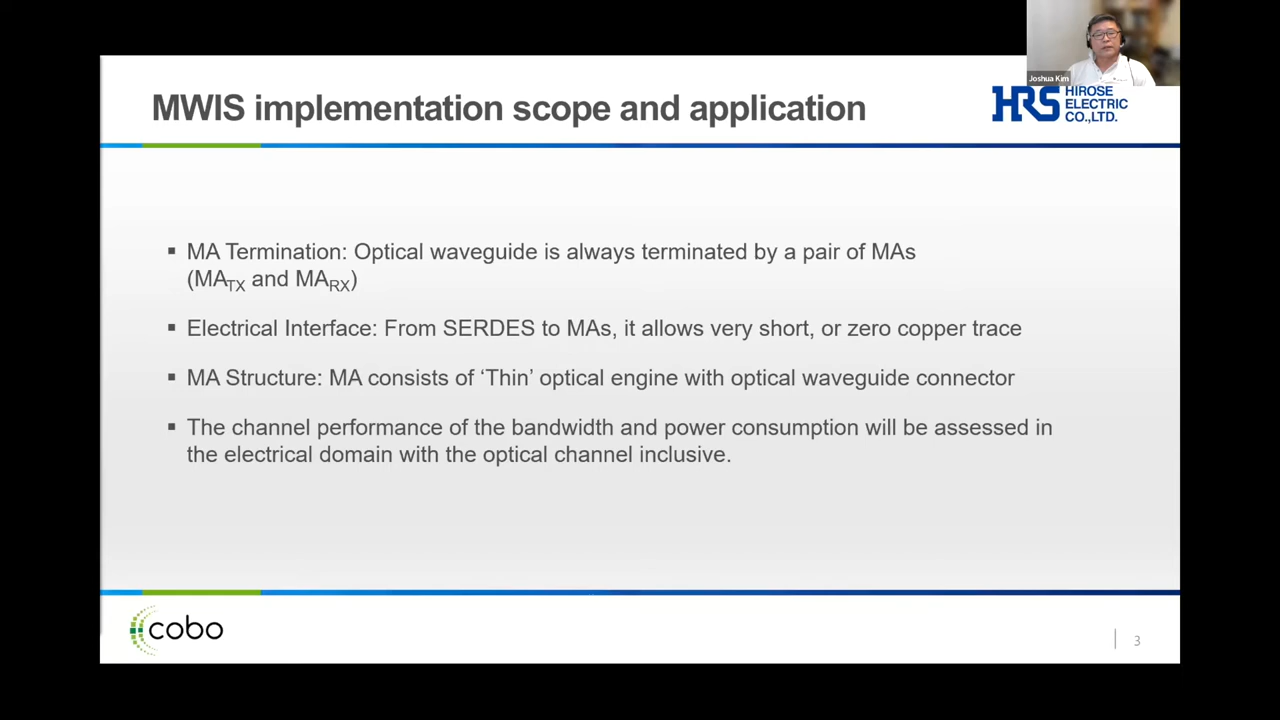 Joshua Kim
MWIS implementation scope and application
HRS HIROSE
ELECTRIC
CO.,LTD.
▪ MA Termination: Optical waveguide is always terminated by a pair of MAs
(MATX and MARX)
▪ Electrical Interface: From SERDES to MAs, it allows very short, or zero copper trace
▪ MA Structure: MA consists of ‘Thin’ optical engine with optical waveguide connector
▪ The channel performance of the bandwidth and power consumption will be assessed in
the electrical domain with the optical channel inclusive.
cobo
3